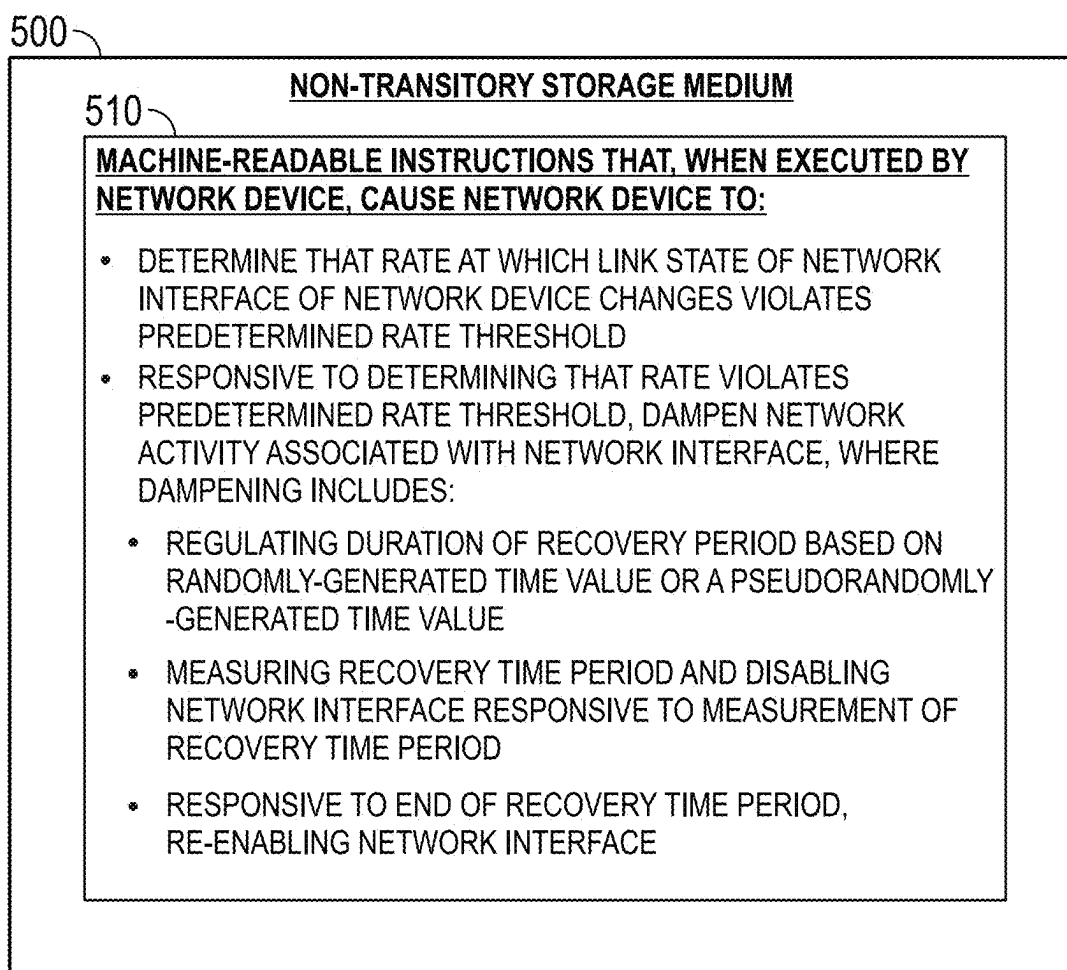 500
NON-TRANSITORY STORAGE MEDIUM
510
MACHINE-READABLE INSTRUCTIONS THAT, WHEN EXECUTED BY
NETWORK DEVICE, CAUSE NETWORK DEVICE TO:
• DETERMINE THAT RATE AT WHICH LINK STATE OF NETWORK
INTERFACE OF NETWORK DEVICE CHANGES VIOLATES
PREDETERMINED RATE THRESHOLD
• RESPONSIVE TO DETERMINING THAT RATE VIOLATES
PREDETERMINED RATE THRESHOLD, DAMPEN NETWORK
ACTIVITY ASSOCIATED WITH NETWORK INTERFACE, WHERE
DAMPENING INCLUDES:
• REGULATING DURATION OF RECOVERY PERIOD BASED ON
RANDOMLY-GENERATED TIME VALUE OR A PSEUDORANDOMLY
-GENERATED TIME VALUE
• MEASURING RECOVERY TIME PERIOD AND DISABLING
NETWORK INTERFACE RESPONSIVE TO MEASUREMENT OF
RECOVERY TIME PERIOD
• RESPONSIVE TO END OF RECOVERY TIME PERIOD,
RE-ENABLING NETWORK INTERFACE